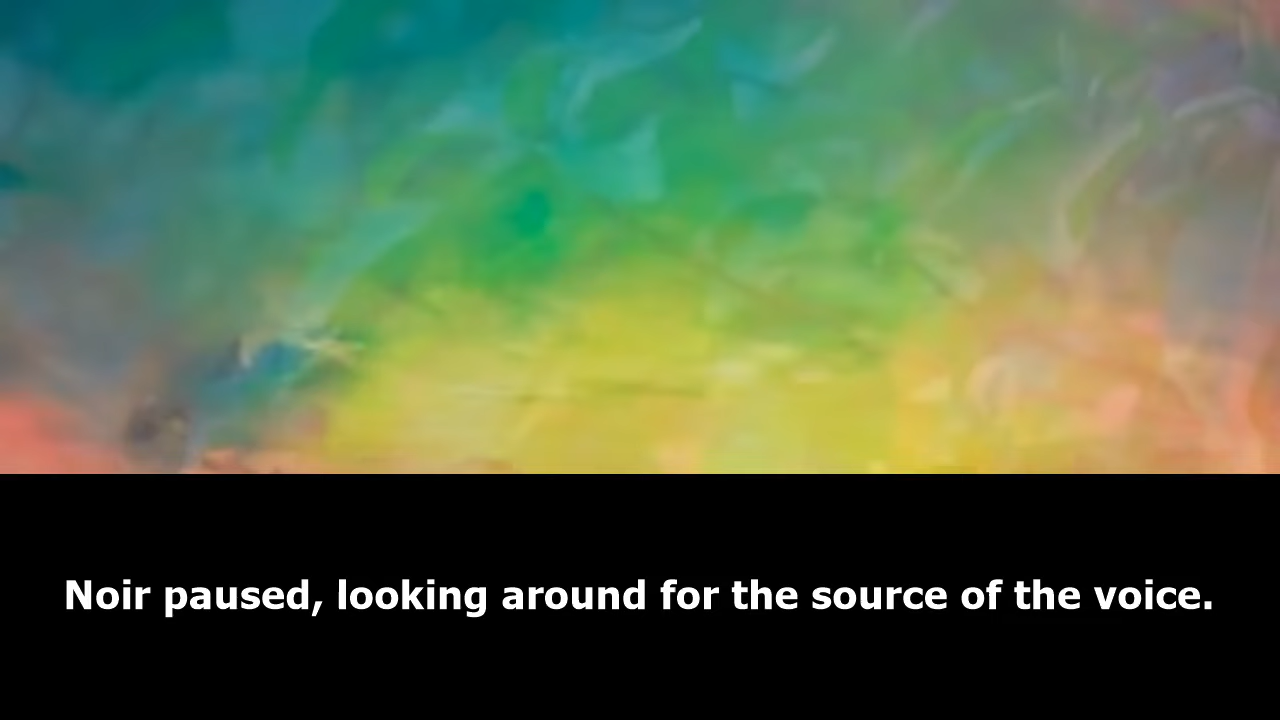 Noir paused, looking around for the source of the voice.